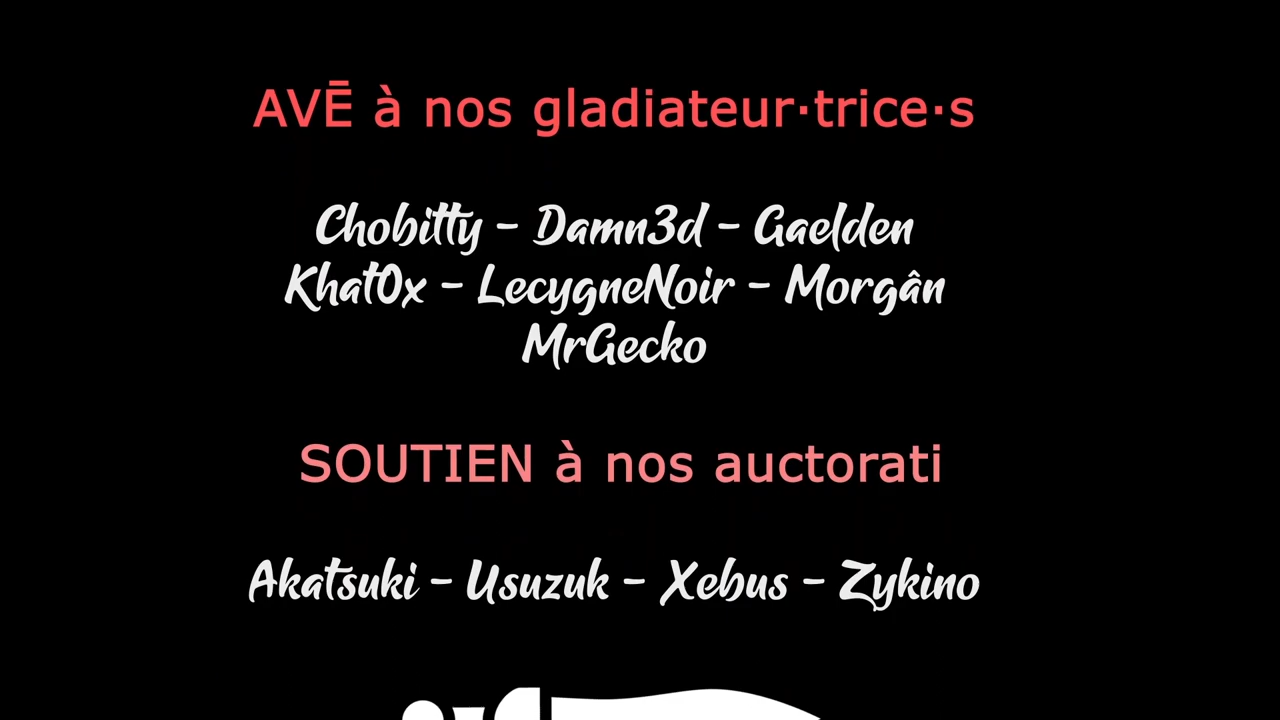 AVĒ à nos gladiateur·trice·s
Chobitty - Damn3d - Gaelden
Khat0x - LecygneNoir - Morgân
MrGecko
SOUTIEN à nos auctorati
Akatsuki - Usuzuk - Xebus - Zykino